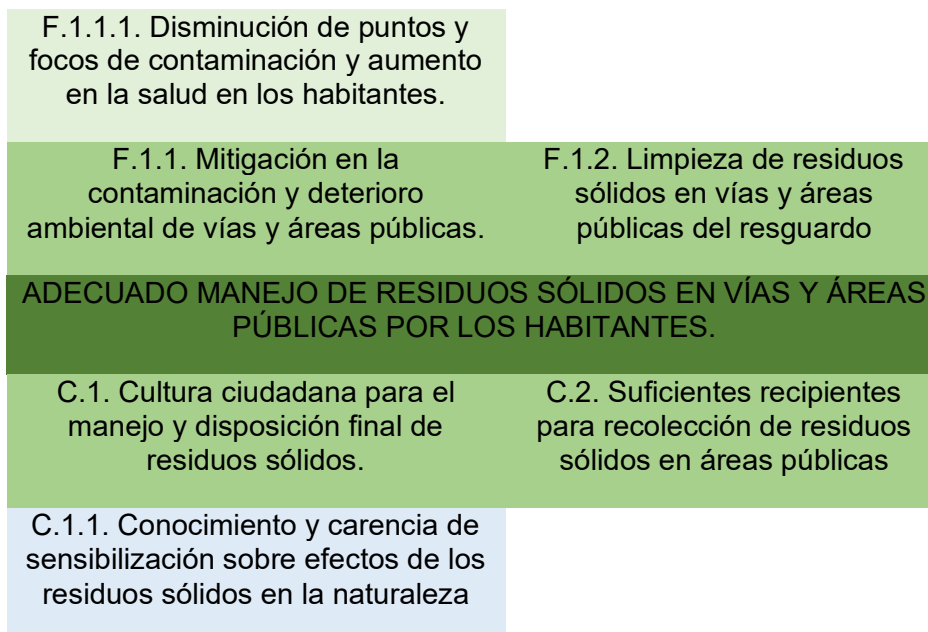 F.1.1.1. Disminución de puntos y
focos de contaminación y aumento
en la salud en los habitantes.
F.1.1. Mitigación en la
contaminación y deterioro
ambiental de vías y áreas públicas.
F.1.2. Limpieza de residuos
sólidos en vías y áreas
públicas del resguardo
ADECUADO MANEJO DE RESIDUOS SÓLIDOS EN VÍAS Y ÁREAS
PÚBLICAS POR LOS HABITANTES.
C.1. Cultura ciudadana para el
manejo y disposición final de
residuos sólidos.
C.2. Suficientes recipientes
para recolección de residuos
sólidos en áreas públicas
C.1.1. Conocimiento y carencia de
sensibilización sobre efectos de los
residuos sólidos en la naturaleza